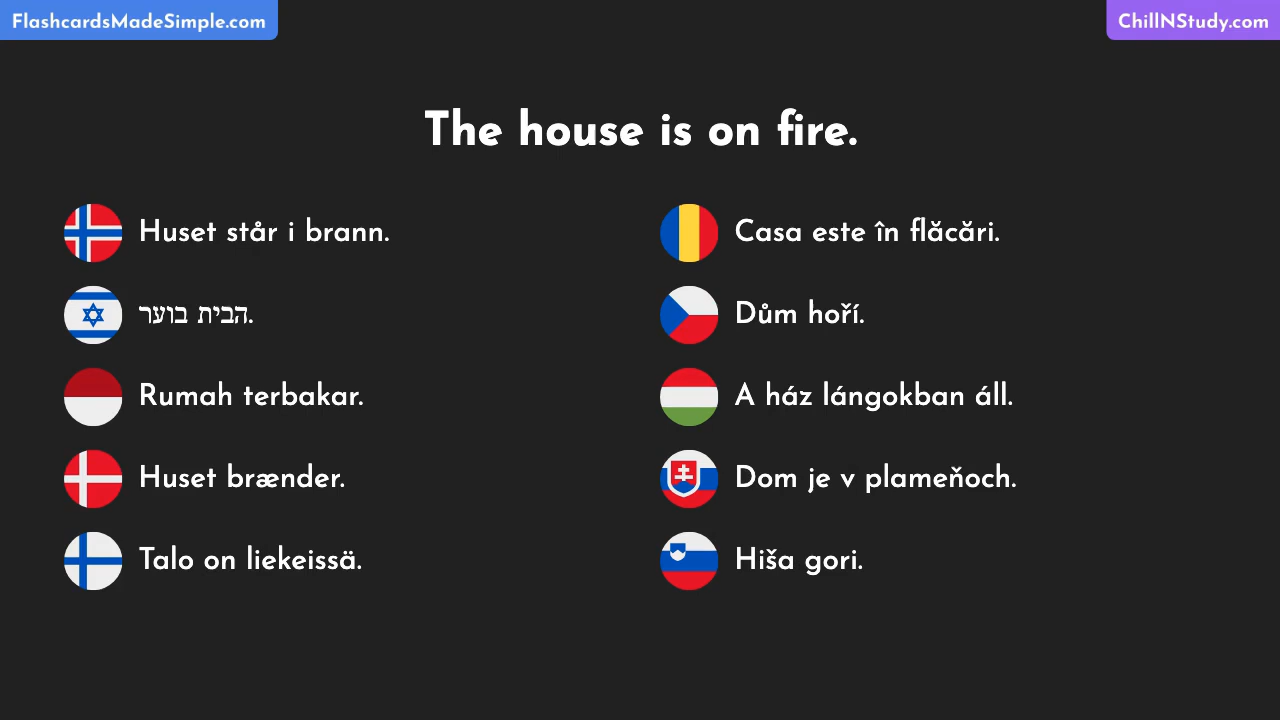 FlashcardsMadeSimple.com
ChillNStudy.com
The house is on fire.
Huset står i brann.
הבית בוער.
Rumah terbakar.
Huset brænder.
Talo on liekeissä.
Casa este în flăcări.
Dům hoří.
A ház lángokban áll.
Dom je v plameňoch.
Hiša gori.